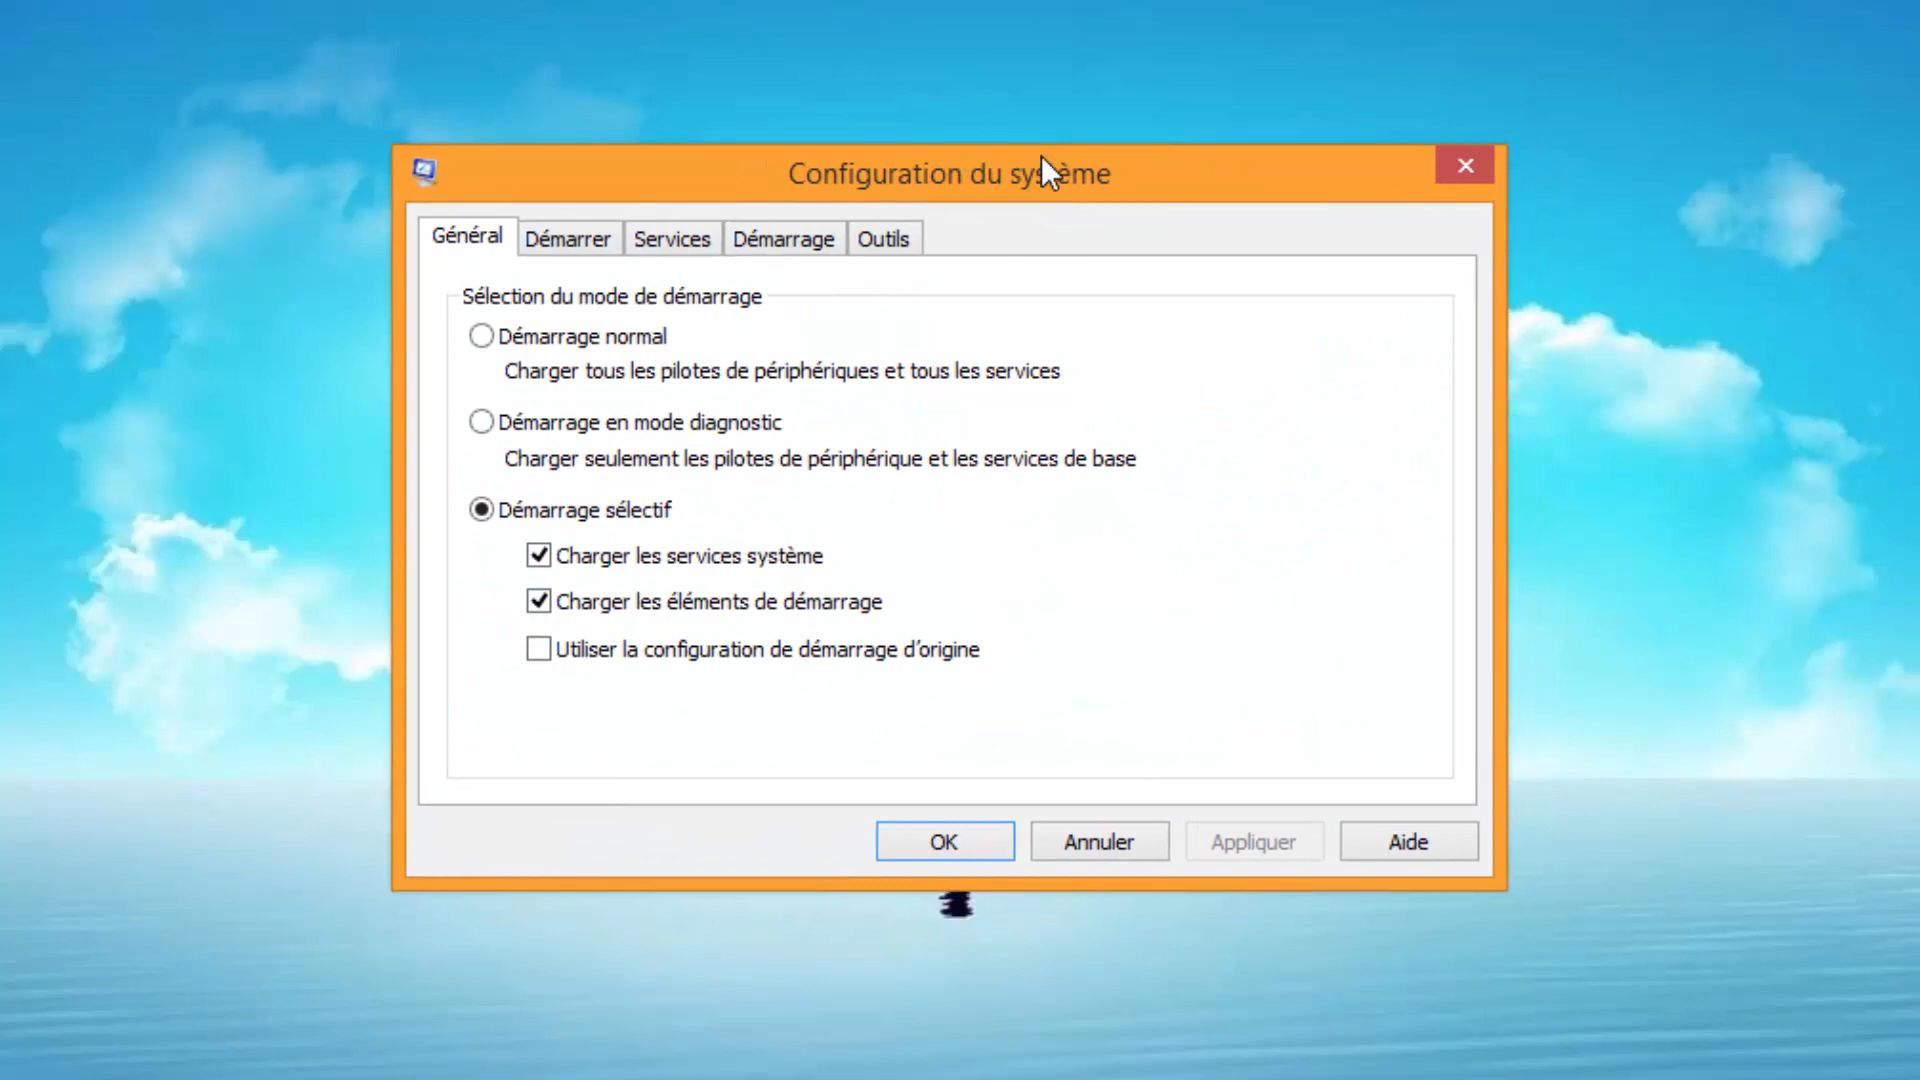 Configuration du système
Général Démarrer Services Démarrage Outils
Sélection du mode de démarrage
Démarrage normal
Charger tous les pilotes de périphériques et tous les services
Démarrage en mode diagnostic
Charger seulement les pilotes de périphérique et les services de base
Démarrage sélectif
Charger les services système
Charger les éléments de démarrage
Utiliser la configuration de démarrage d'origine
OK Annuler Appliquer Aide